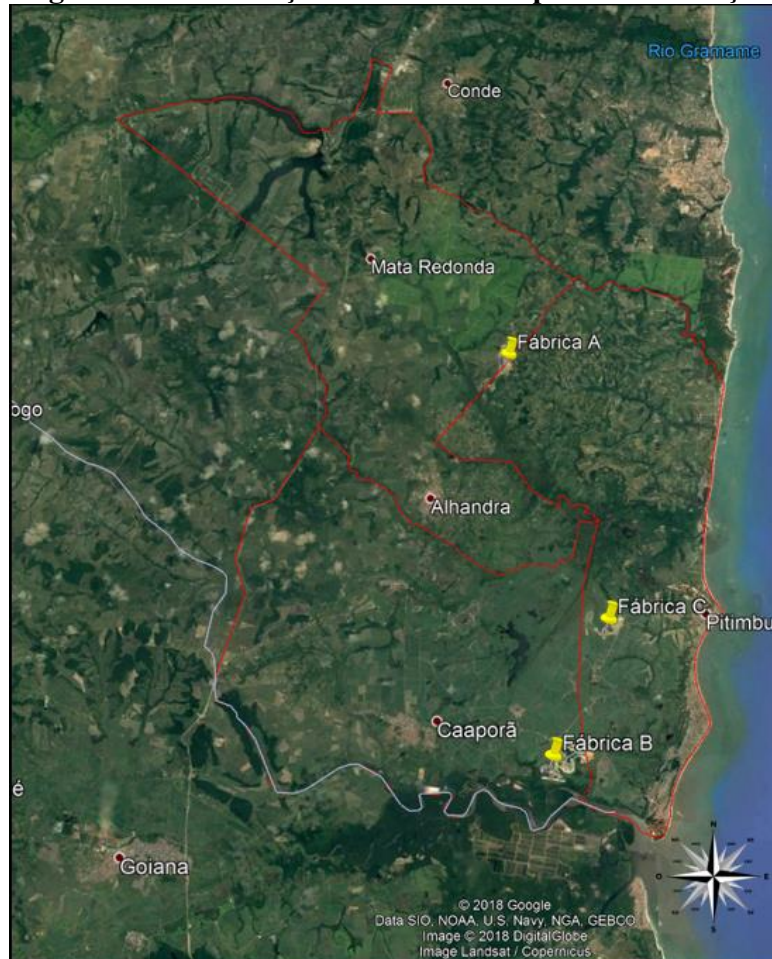 Rio Gramame
Conde
Mata Redonda
Fábrica A
ogo
Alhandra
Fábrica C
Pitimbu
Caaporã
Fábrica B
é
Goiana
N
O
E
S
© 2018 Google
Data SIO, NOAA, U.S. Navy, NGA, GEBCO
Image © 2018 DigitalGlobe
Image Landsat / Copernicus